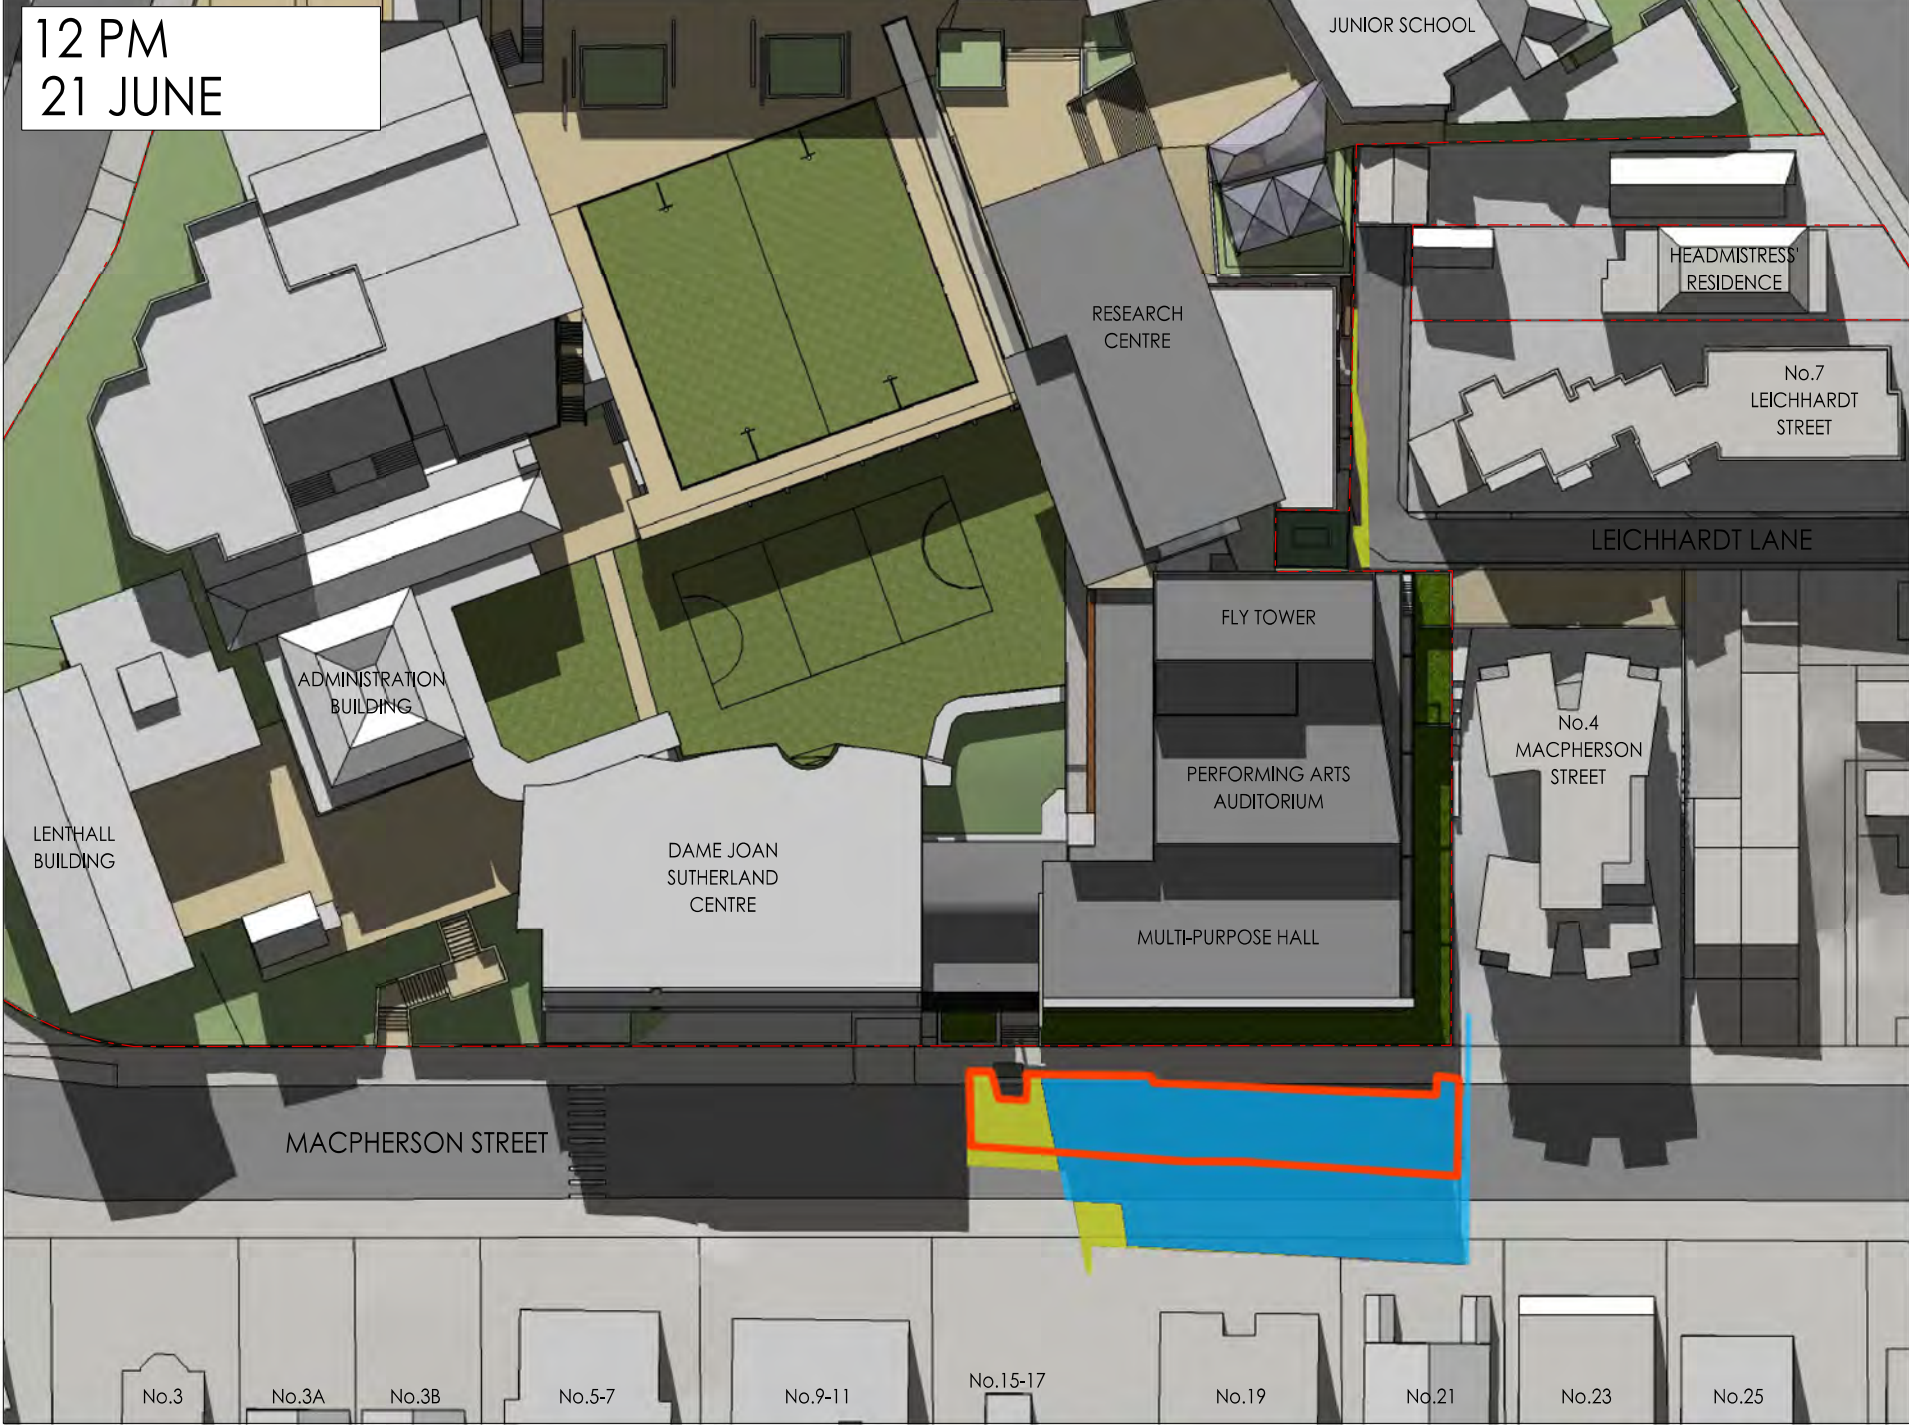 12 PM
21 JUNE
JUNIOR SCHOOL
HEADMISTRESS'
RESIDENCE
RESEARCH
CENTRE
No.7
LEICHHARDT
STREET
LEICHHARDT LANE
FLY TOWER
ADMINISTRATION
BUILDING
No.4
MACPHERSON
STREET
PERFORMING ARTS
AUDITORIUM
LENTHALL
BUILDING
DAME JOAN
SUTHERLAND
CENTRE
MULTI-PURPOSE HALL
MACPHERSON STREET
No.3
No.3A
No.3B
No.5-7
No.9-11
No.15-17
No.19
No.21
No.23
No.25